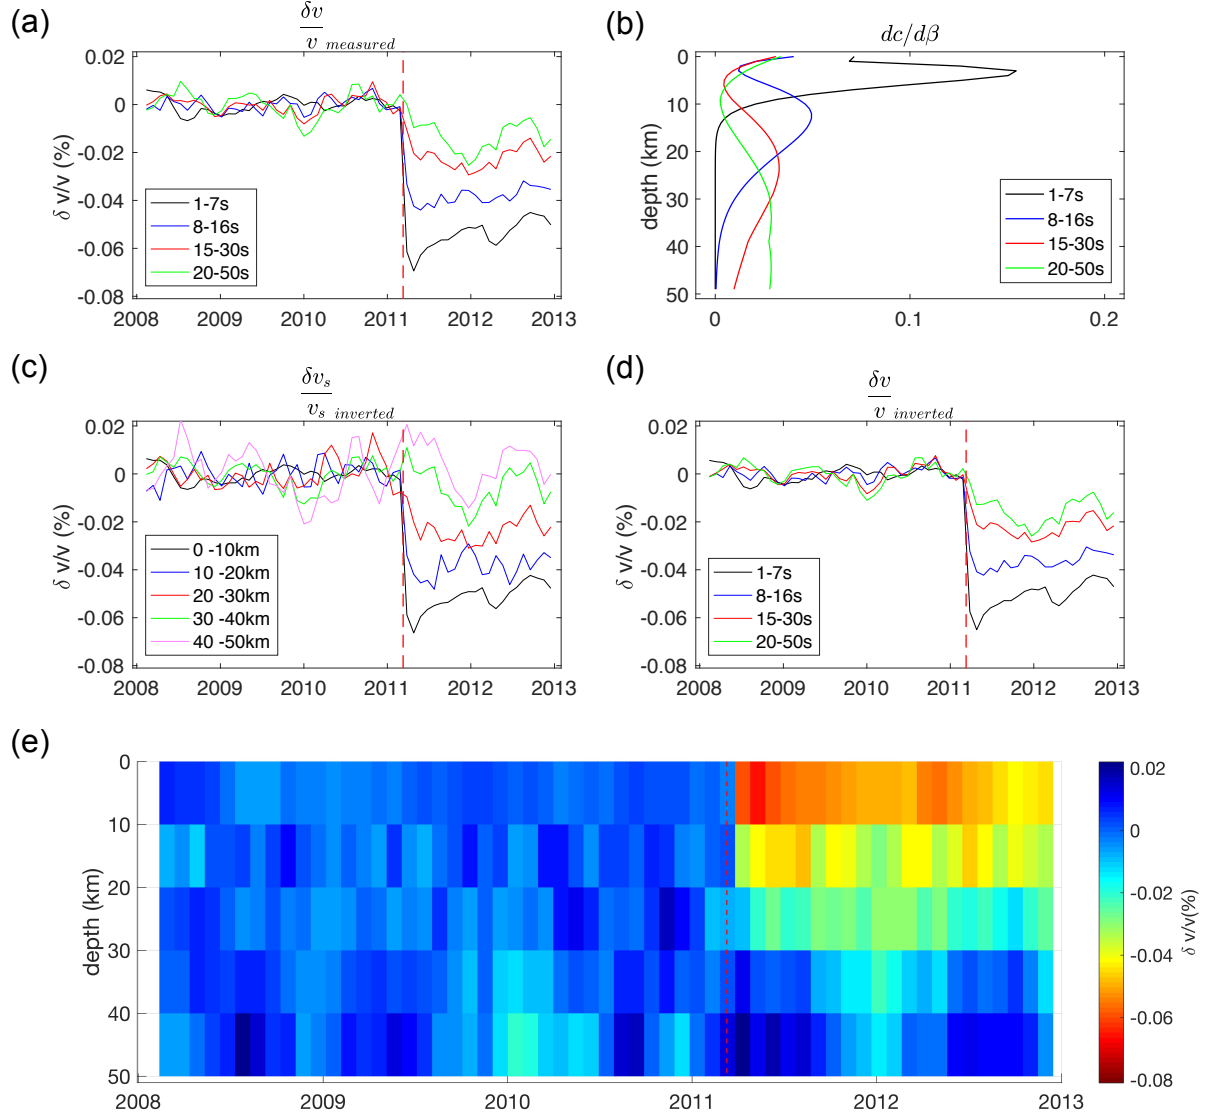 (a)
δv
v measured
0.02
0
-0.02
-0.04
-0.06
-0.08
δ v/v (%)
1-7s
8-16s
15-30s
20-50s
2008 2009 2010 2011 2012 2013
(b)
dc/dβ
0
10
20
30
40
50
depth (km)
1-7s
8-16s
15-30s
20-50s
0 0.1 0.2
(c)
δvs
vs inverted
0.02
0
-0.02
-0.04
-0.06
-0.08
δ v/v (%)
0 -10km
10 -20km
20 -30km
30 -40km
40 -50km
2008 2009 2010 2011 2012 2013
(d)
δv
v inverted
0.02
0
-0.02
-0.04
-0.06
-0.08
δ v/v (%)
1-7s
8-16s
15-30s
20-50s
2008 2009 2010 2011 2012 2013
(e)
0
10
20
30
40
50
depth (km)
2008 2009 2010 2011 2012 2013
0.02
0
-0.02
-0.04
-0.06
-0.08
δ v/v(%)